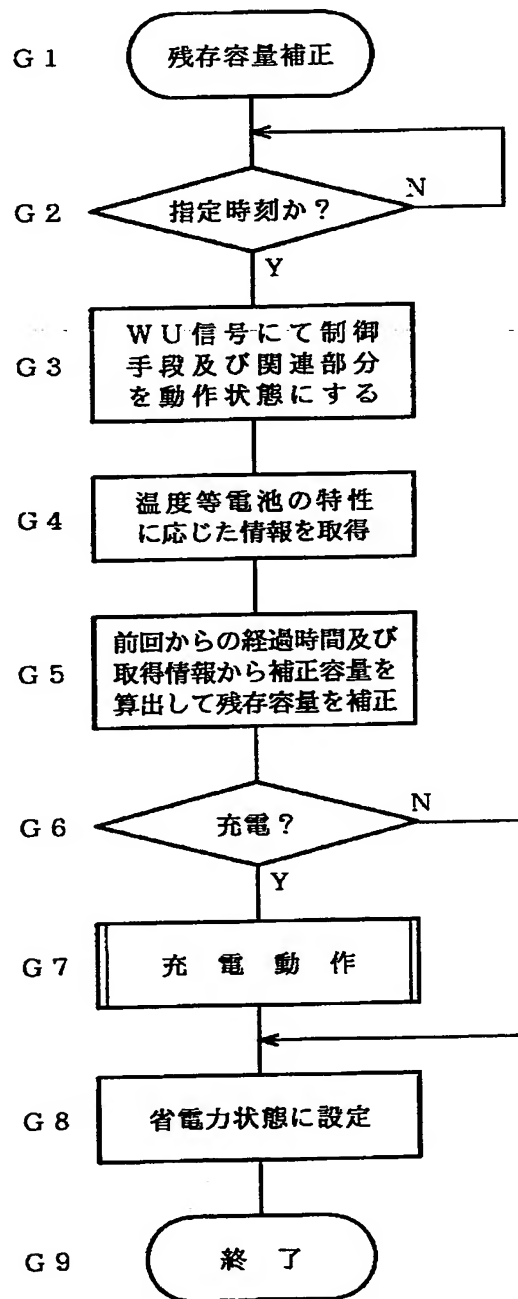 G1
残存容量補正
N
G2
指定時刻か？
Y
WU信号にて制御
G3
手段及び関連部分
を動作状態にする
温度等電池の特性
G4
に応じた情報を取得
前回からの経過時間及び
G5
取得情報から補正容量を
算出して残存容量を補正
N
G6
充電？
Y
G7
充電動作
G8
省電力状態に設定
G9
終了